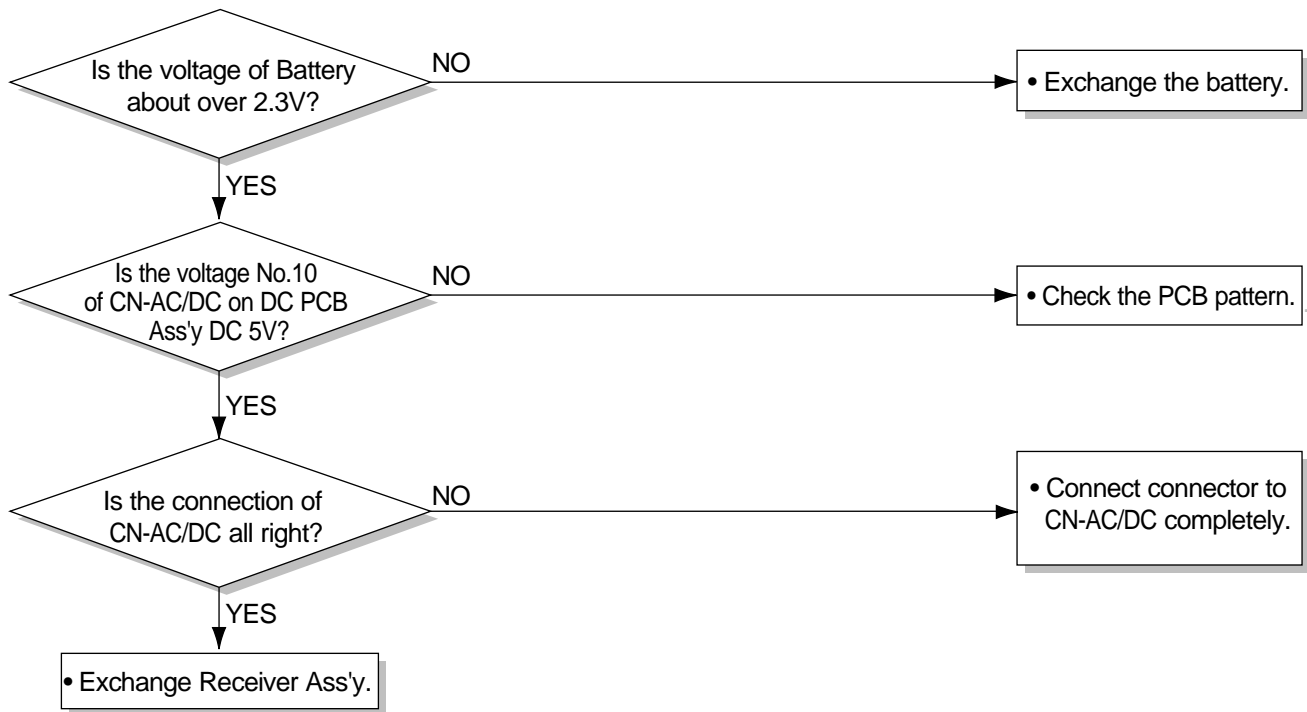 Is the voltage of Battery
about over 2.3V?
NO
• Exchange the battery.
YES
Is the voltage No.10
of CN-AC/DC on DC PCB
Ass'y DC 5V?
NO
• Check the PCB pattern.
YES
Is the connection of
CN-AC/DC all right?
NO
• Connect connector to
CN-AC/DC completely.
YES
• Exchange Receiver Ass'y.